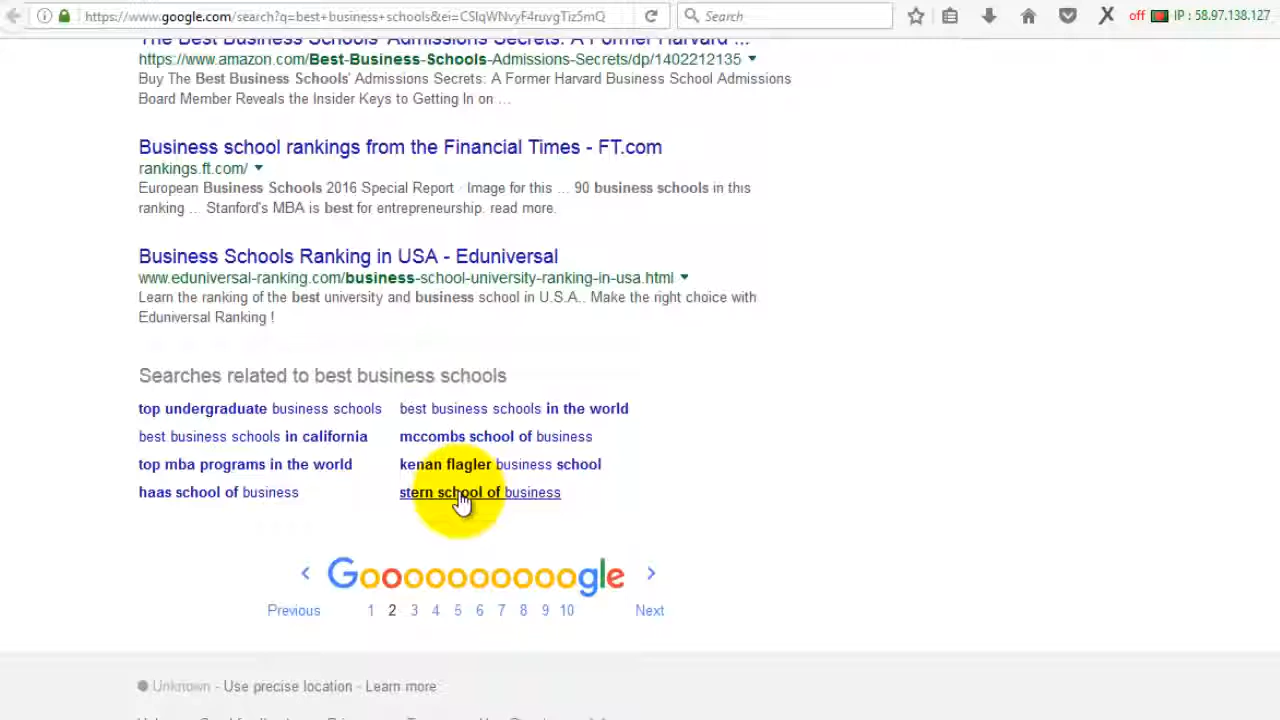 https://www.google.com/search?q=best+business+schools&ei=CSIqWNvyF4ruvgTiz5mQ
Search
off IP : 58.97.138.127
The Best Business Schools' Admissions Secrets: A Former Harvard ...
https://www.amazon.com/Best-Business-Schools-Admissions-Secrets/dp/1402212135
Buy The Best Business Schools' Admissions Secrets: A Former Harvard Business School Admissions
Board Member Reveals the Insider Keys to Getting In on ...
Business school rankings from the Financial Times - FT.com
rankings.ft.com/
European Business Schools 2016 Special Report · Image for this ... 90 business schools in this
ranking ... Stanford's MBA is best for entrepreneurship. read more.
Business Schools Ranking in USA - Eduniversal
www.eduniversal-ranking.com/business-school-university-ranking-in-usa.html
Learn the ranking of the best university and business school in U.S.A.. Make the right choice with
Eduniversal Ranking !
Searches related to best business schools
top undergraduate business schools best business schools in the world
best business schools in california mccombs school of business
top mba programs in the world kenan flagler business school
haas school of business stern school of business
Goooooooooogle
Previous 1 2 3 4 5 6 7 8 9 10 Next
Unknown - Use precise location - Learn more